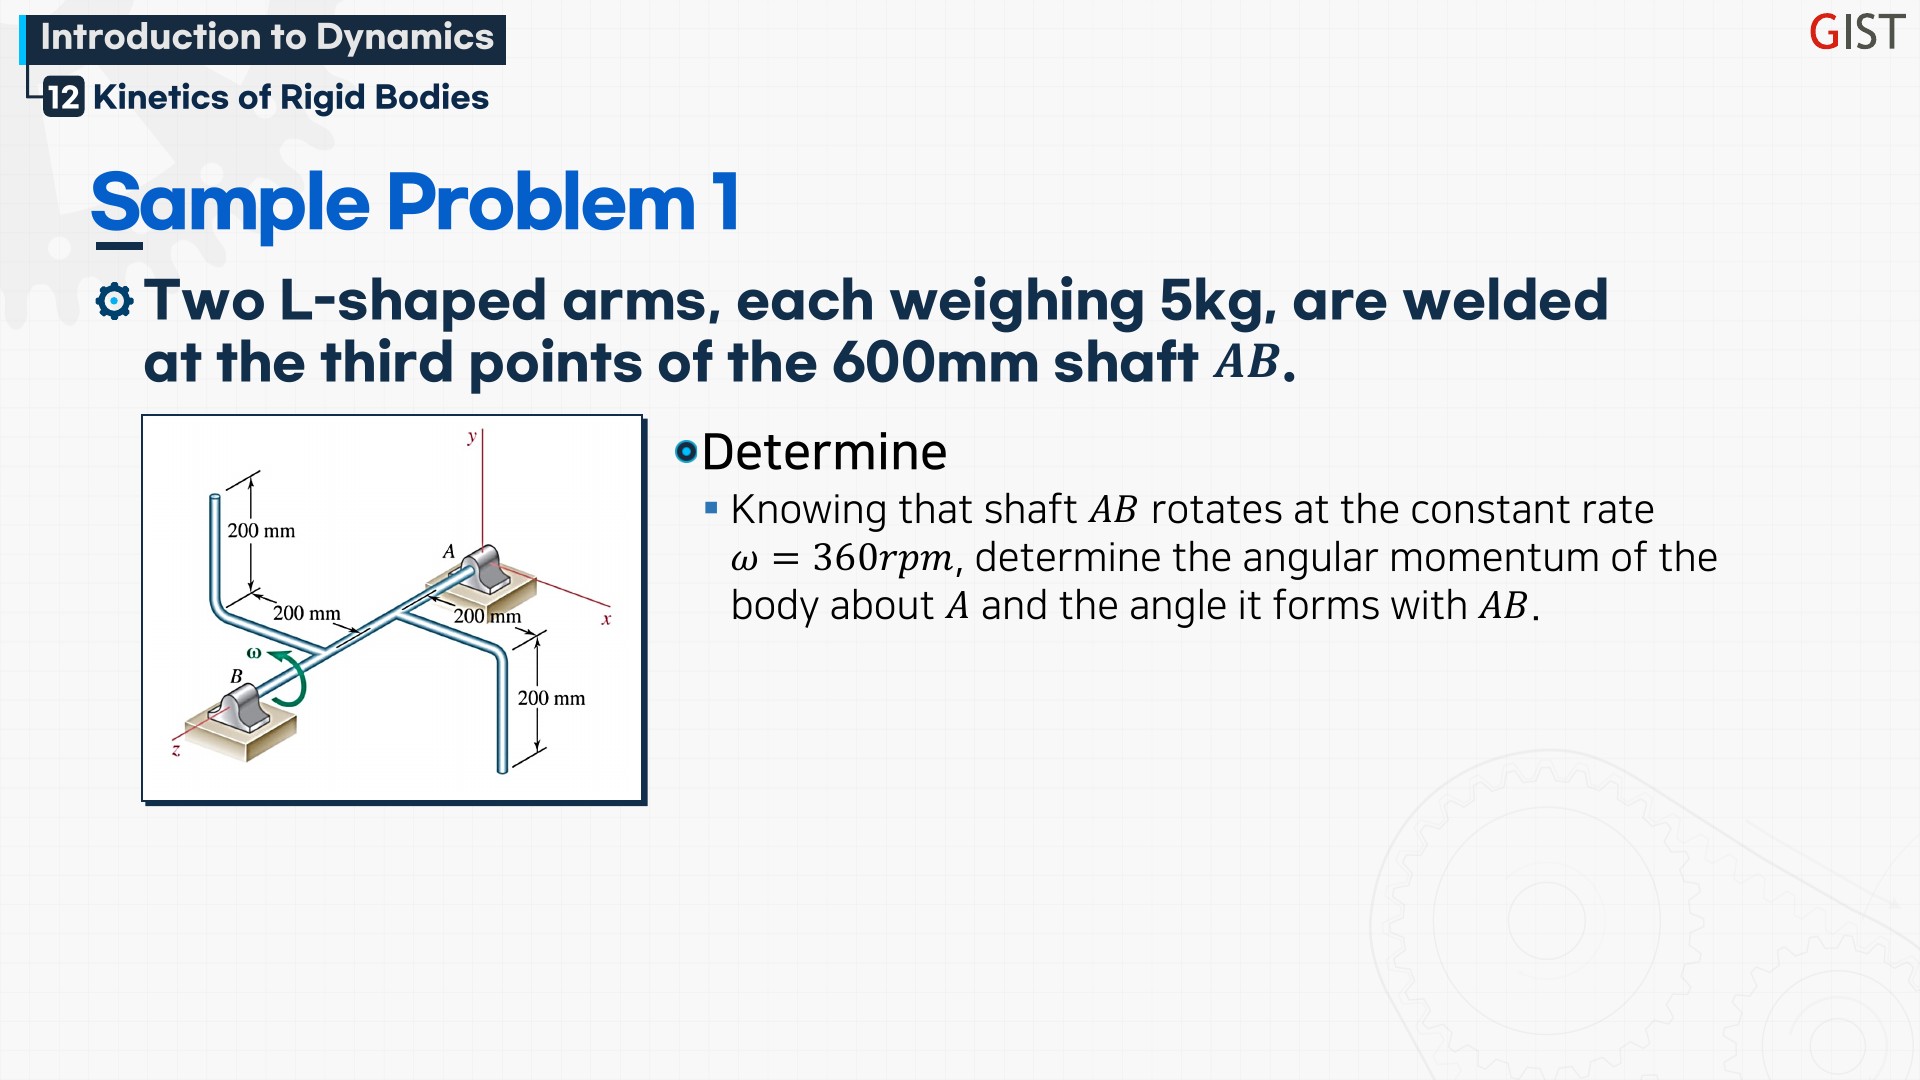 Introduction to Dynamics
GIST
12 Kinetics of Rigid Bodies
Sample Problem 1
Two L-shaped arms, each weighing 5kg, are welded
at the third points of the 600mm shaft AB.
y
200 mm
A
200 mm
200 mm
x
ω
B
200 mm
z
Determine
Knowing that shaft AB rotates at the constant rate
ω = 360rpm, determine the angular momentum of the
body about A and the angle it forms with AB.